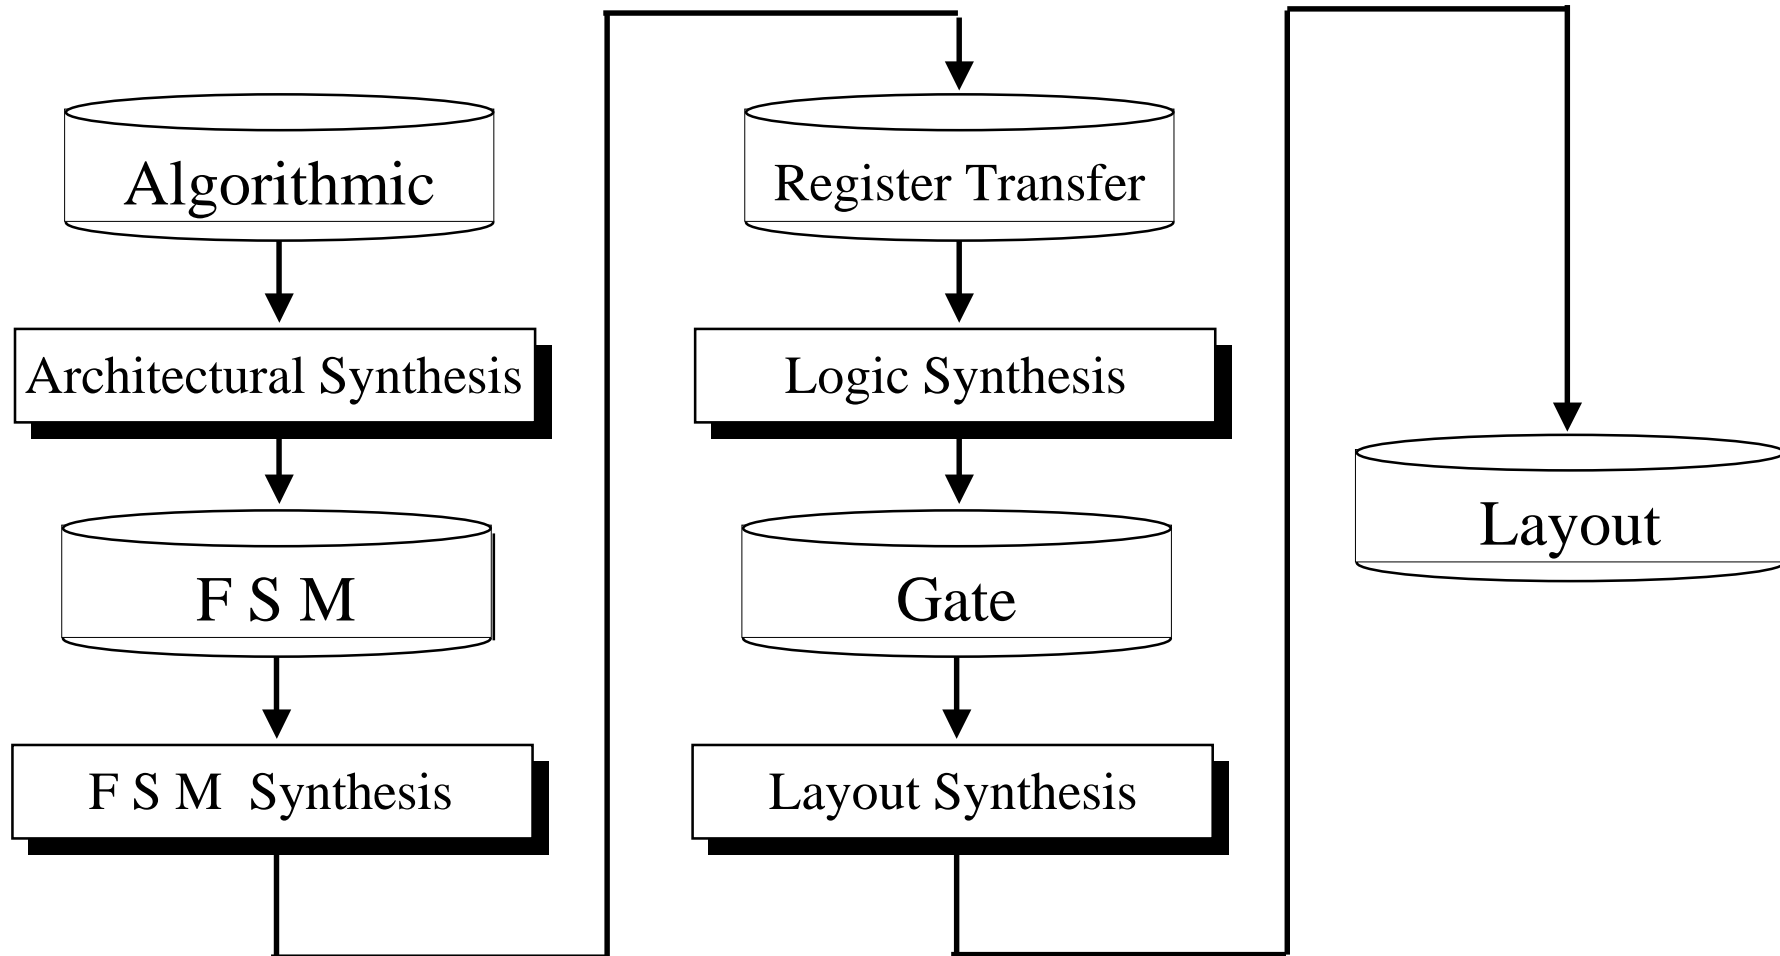 Algorithmic
Architectural Synthesis
F S M
F S M Synthesis
Register Transfer
Logic Synthesis
Gate
Layout Synthesis
Layout